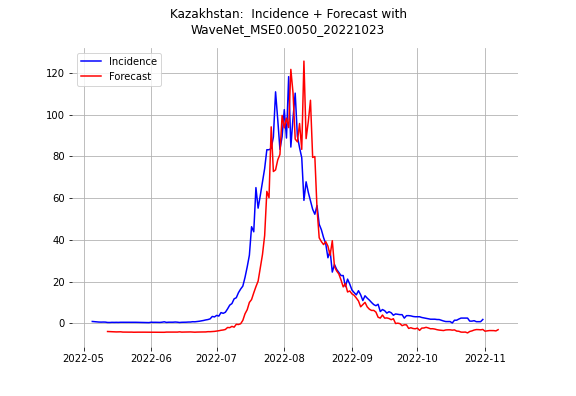 Kazakhstan:  Incidence + Forecast with
WaveNet_MSE0.0050_20221023
Incidence
Forecast
120
100
80
60
40
20
0
2022-05 2022-06 2022-07 2022-08 2022-09 2022-10 2022-11